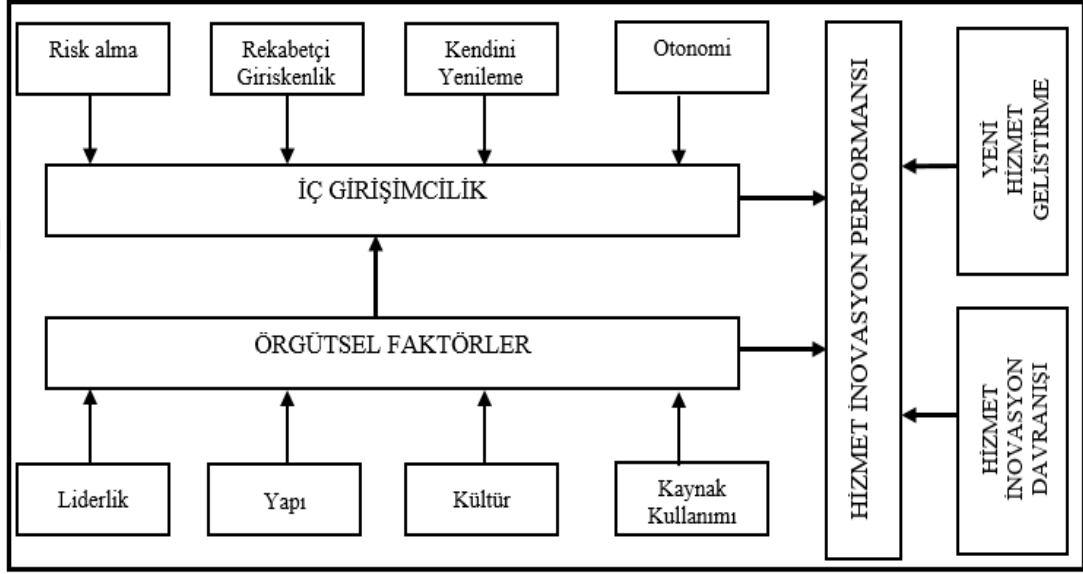 Risk alma
Rekabetçi
Giriskenlik
Kendini
Yenileme
Otonomi
İÇ GİRİŞİMCİLİK
ÖRGÜTSEL FAKTÖRLER
Liderlik
Yapı
Kültür
Kaynak
Kullanımı
HİZMET İNOVASYON PERFORMANSI
YENİ
HİZMET
GELİSTİRME
HİZMET
İNOVASYON
DAVRANIŞI